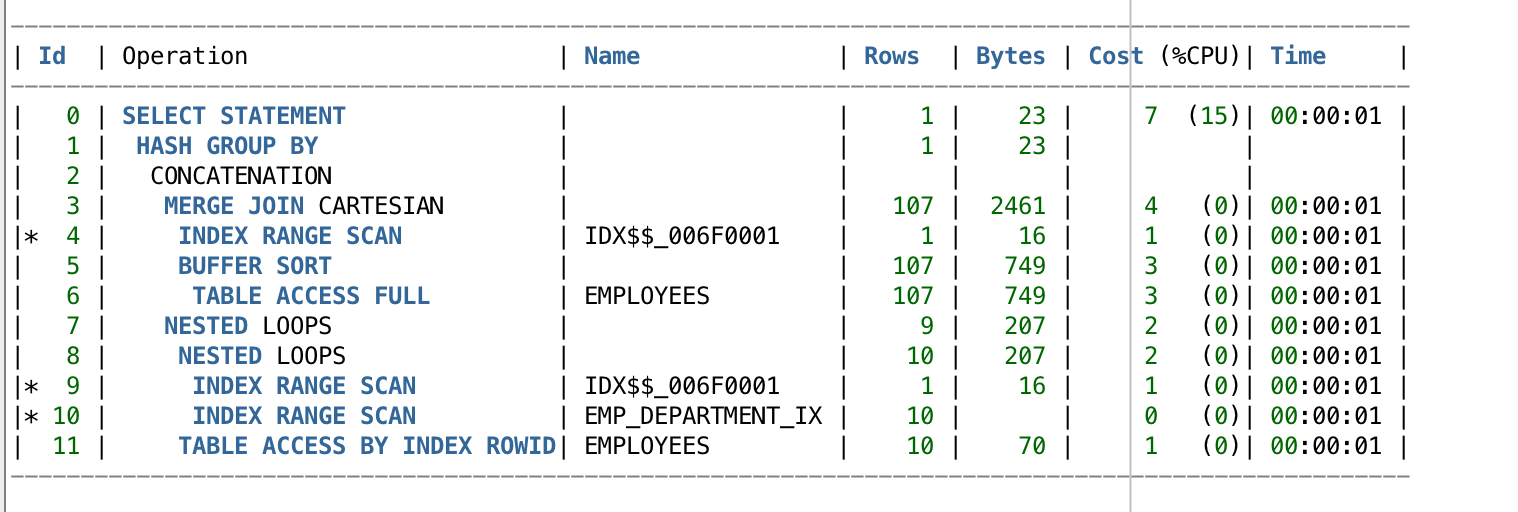 | Id | Operation | Name | Rows | Bytes | Cost (%CPU)| Time |
| 0 | SELECT STATEMENT | | 1 | 23 | 7 (15)| 00:00:01 |
| 1 | HASH GROUP BY | | 1 | 23 | | |
| 2 | CONCATENATION | | | | | |
| 3 | MERGE JOIN CARTESIAN | | 107 | 2461 | 4 (0)| 00:00:01 |
|* 4 | INDEX RANGE SCAN | IDX$$_006F0001 | 1 | 16 | 1 (0)| 00:00:01 |
| 5 | BUFFER SORT | | 107 | 749 | 3 (0)| 00:00:01 |
| 6 | TABLE ACCESS FULL | EMPLOYEES | 107 | 749 | 3 (0)| 00:00:01 |
| 7 | NESTED LOOPS | | 9 | 207 | 2 (0)| 00:00:01 |
| 8 | NESTED LOOPS | | 10 | 207 | 2 (0)| 00:00:01 |
|* 9 | INDEX RANGE SCAN | IDX$$_006F0001 | 1 | 16 | 1 (0)| 00:00:01 |
|* 10 | INDEX RANGE SCAN | EMP_DEPARTMENT_IX | 10 | | 0 (0)| 00:00:01 |
| 11 | TABLE ACCESS BY INDEX ROWID| EMPLOYEES | 10 | 70 | 1 (0)| 00:00:01 |